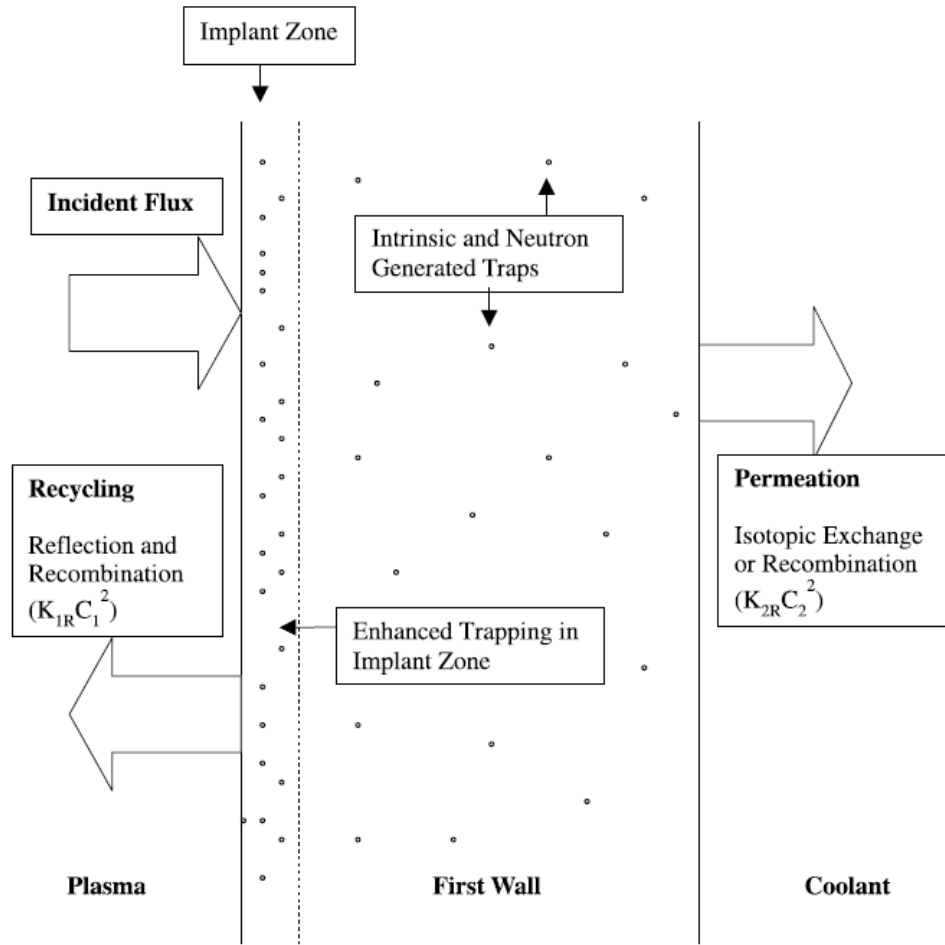 Implant Zone
Incident Flux
Intrinsic and Neutron
Generated Traps
Recycling
Reflection and
Recombination
(K₁ᵣC₁²)
Permeation
Isotopic Exchange
or Recombination
(K₂ᵣC₂²)
Enhanced Trapping in
Implant Zone
Plasma
First Wall
Coolant